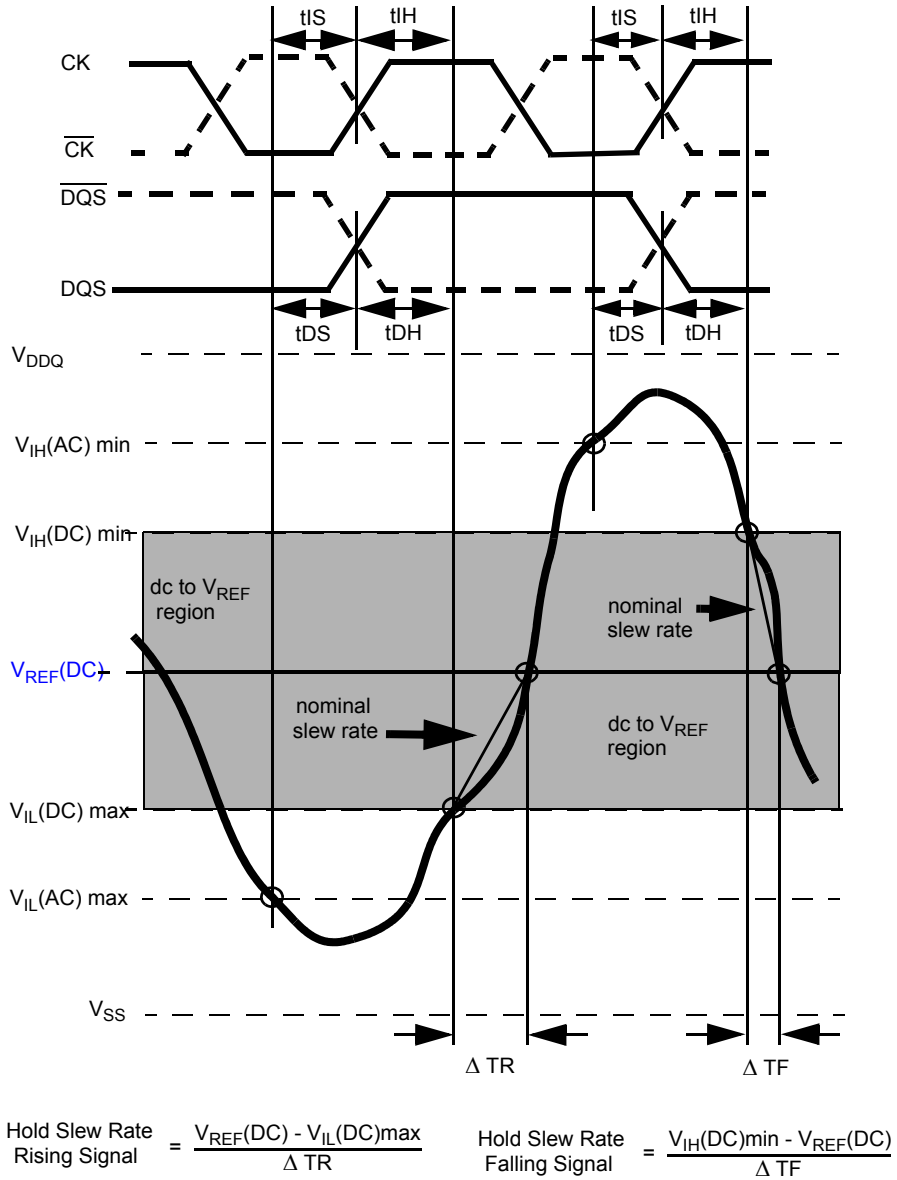 tIS tIH tIS tIH
CK
CK
DQS
DQS
tDS tDH tDS tDH
VDDQ
VIH(AC) min
VIH(DC) min
dc to VREF
region
nominal
slew rate
VREF(DC)
nominal
slew rate
dc to VREF
region
VIL(DC) max
VIL(AC) max
VSS
Δ TR Δ TF
Hold Slew Rate
Rising Signal
=
VREF(DC) - VIL(DC)max
Δ TR
Hold Slew Rate
Falling Signal
=
VIH(DC)min - VREF(DC)
Δ TF